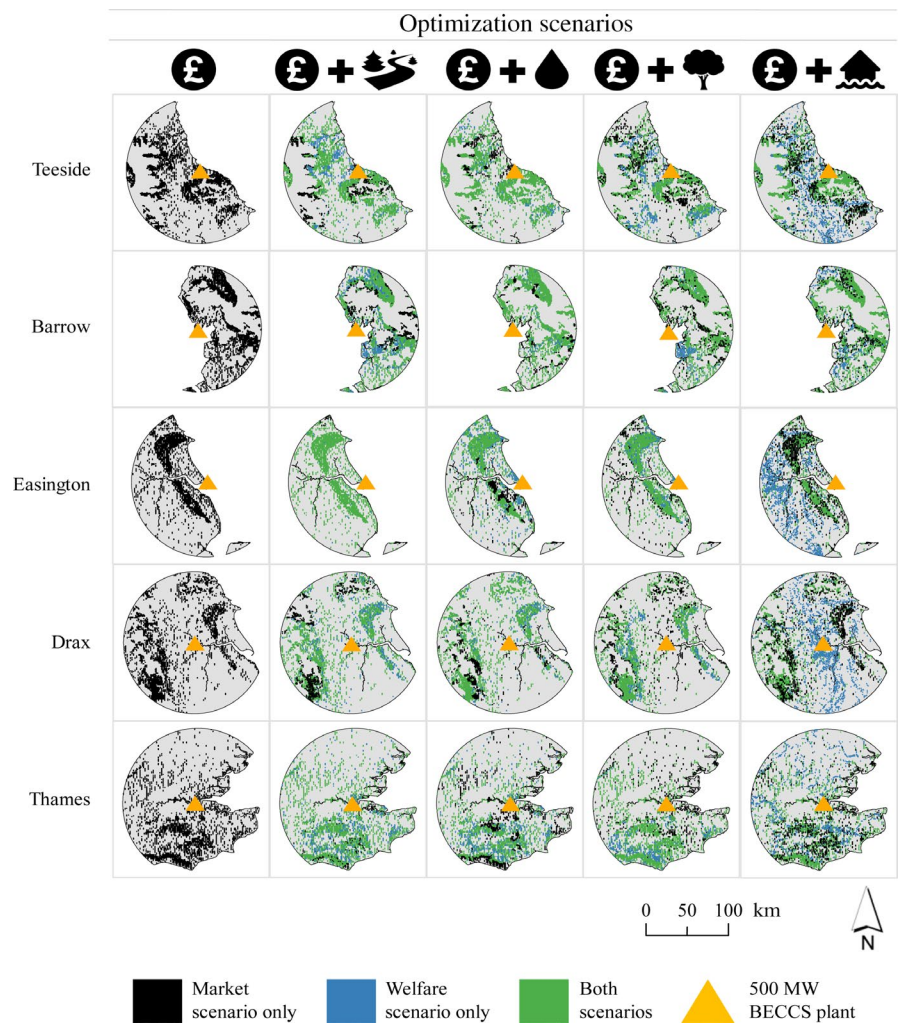 Optimization scenarios
£ £ + £ + £ + £ +
Teeside
Barrow
Easington
Drax
Thames
0 50 100 km
N
Market
scenario only
Welfare
scenario only
Both
scenarios
500 MW
BECCS plant